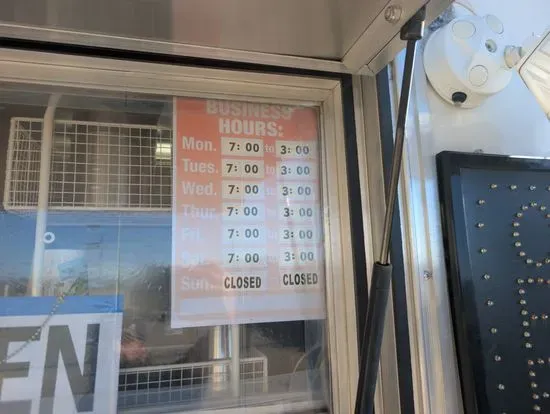 BUSINESS
HOURS:
Mon. 7:00 to 3:00
Tues. 7:00 to 3:00
Wed. 7:00 to 3:00
Thur. 7:00 to 3:00
Fri. 7:00 to 3:00
Sat. 7:00 to 3:00
Sun. CLOSED CLOSED
EN